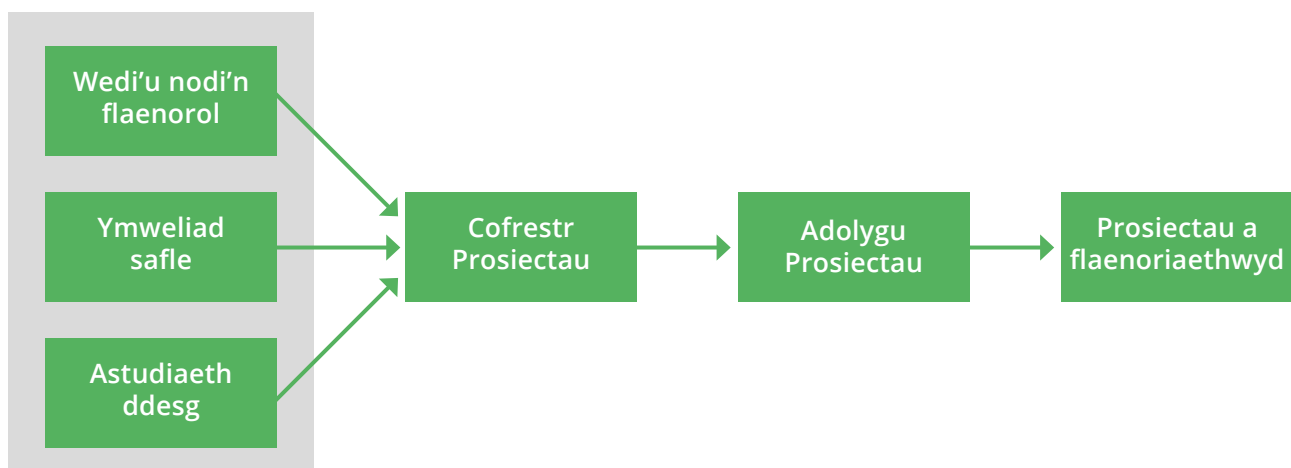 Wedi'u nodi'n
flaenorol
Ymweliad
safle
Astudiaeth
ddesg
Cofrestr
Prosiectau
Adolygu
Prosiectau
Prosiectau a
flaenoriaethwyd